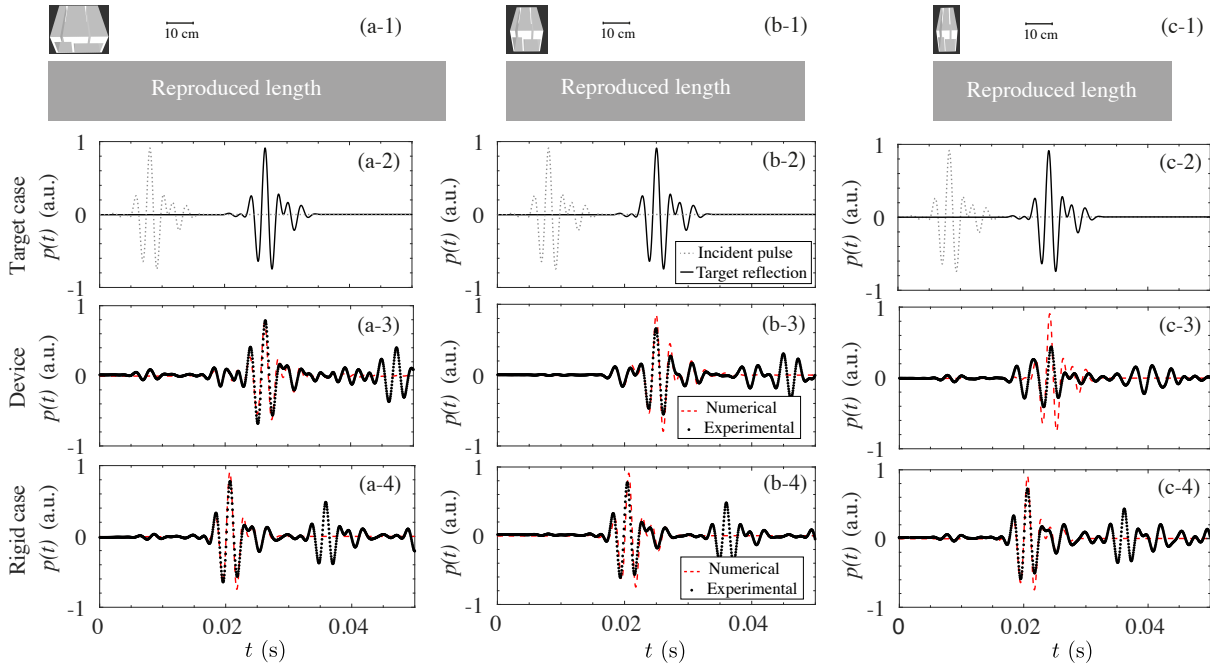 10 cm
(a-1)
10 cm
(b-1)
10 cm
(c-1)
Reproduced length
Reproduced length
Reproduced length
Target case
p(t) (a.u.)
1
0
-1
(a-2)
p(t) (a.u.)
1
0
-1
(b-2)
Incident pulse
Target reflection
p(t) (a.u.)
1
0
-1
(c-2)
Device
p(t) (a.u.)
1
0
-1
(a-3)
p(t) (a.u.)
1
0
-1
(b-3)
Numerical
Experimental
p(t) (a.u.)
1
0
-1
(c-3)
Rigid case
p(t) (a.u.)
1
0
-1
(a-4)
0 0.02 0.04
t (s)
p(t) (a.u.)
1
0
-1
(b-4)
Numerical
Experimental
0 0.02 0.04
t (s)
p(t) (a.u.)
1
0
-1
(c-4)
0 0.02 0.04
t (s)